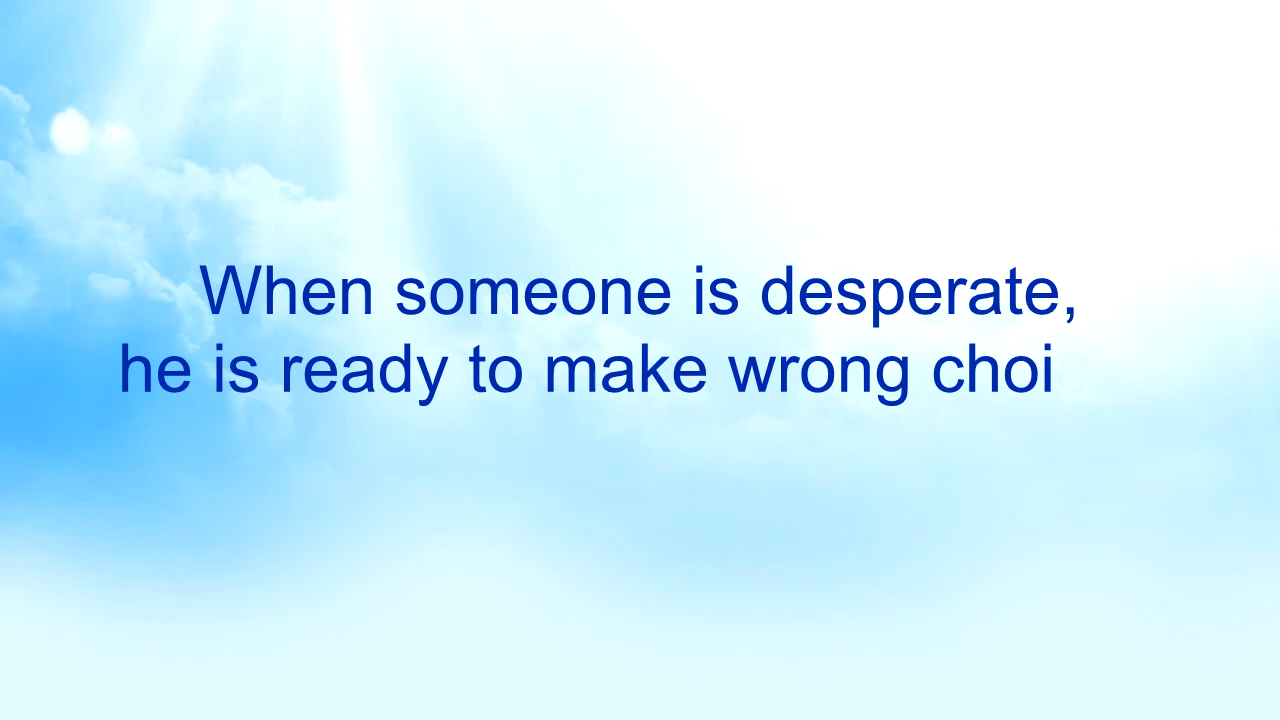 When someone is desperate,
he is ready to make wrong choi